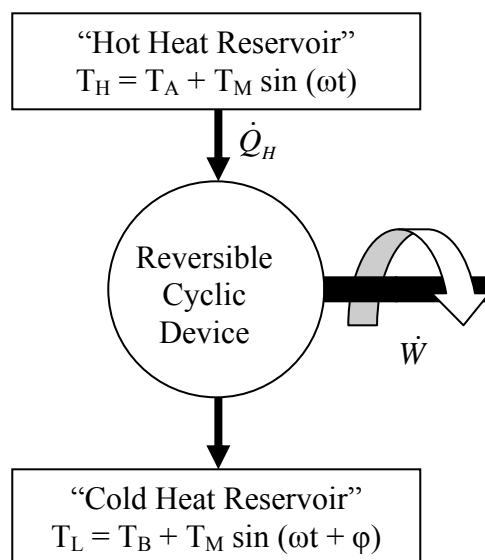 “Hot Heat Reservoir”
T_H = T_A + T_M sin (ωt)
Q̇_H
Reversible
Cyclic
Device
Ẇ
“Cold Heat Reservoir”
T_L = T_B + T_M sin (ωt + φ)